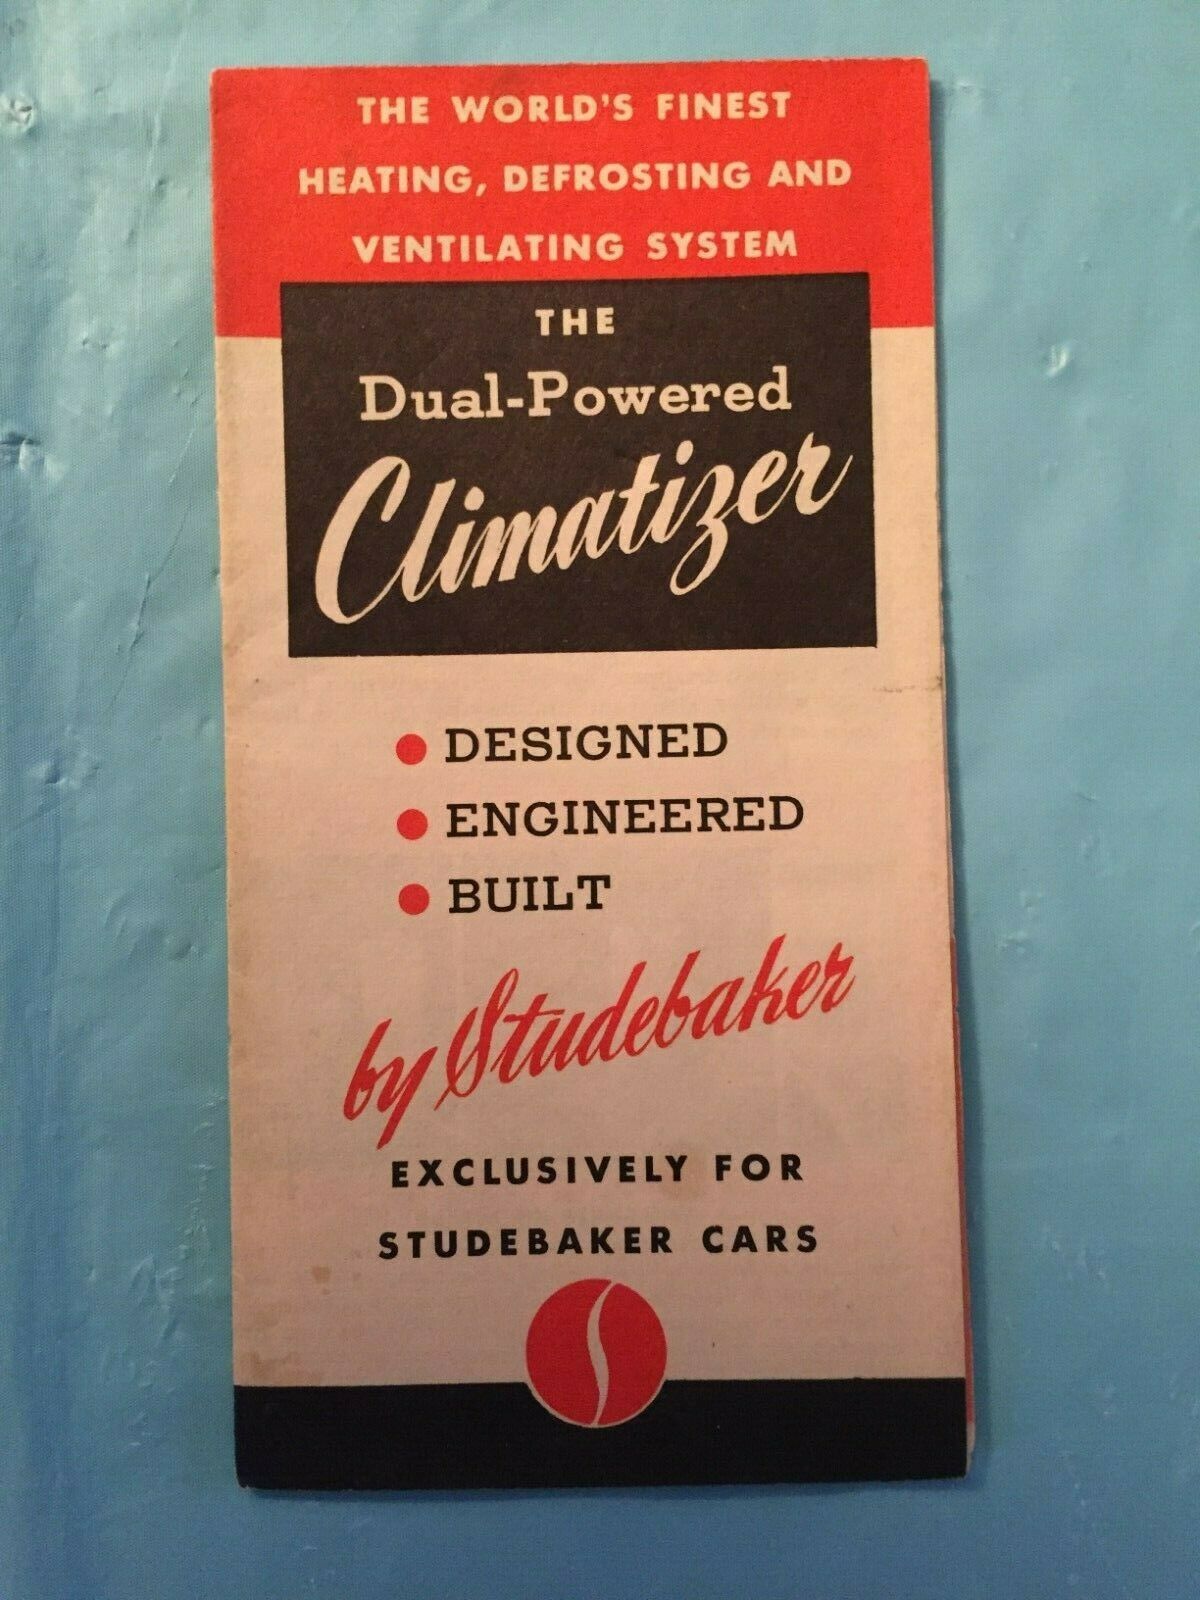 THE WORLD'S FINEST
HEATING, DEFROSTING AND
VENTILATING SYSTEM
THE
Dual-Powered
Climatizer
● DESIGNED
● ENGINEERED
● BUILT
by Studebaker
EXCLUSIVELY FOR
STUDEBAKER CARS
S